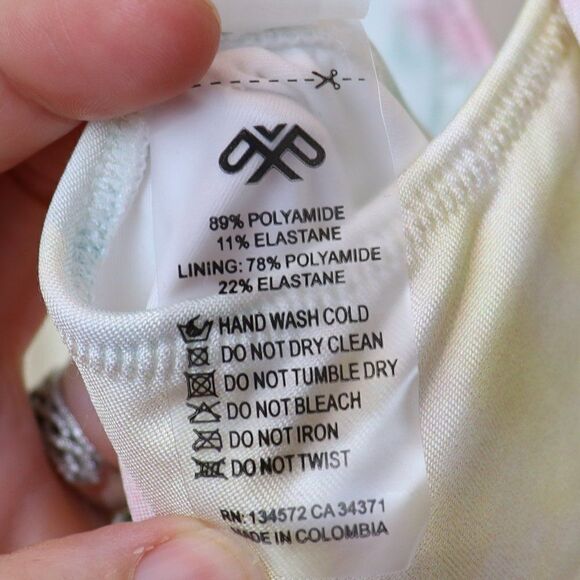 89% POLYAMIDE
11% ELASTANE
LINING: 78% POLYAMIDE
22% ELASTANE
HAND WASH COLD
DO NOT DRY CLEAN
DO NOT TUMBLE DRY
DO NOT BLEACH
DO NOT IRON
DO NOT TWIST
RN: 134572 CA 34371
MADE IN COLOMBIA